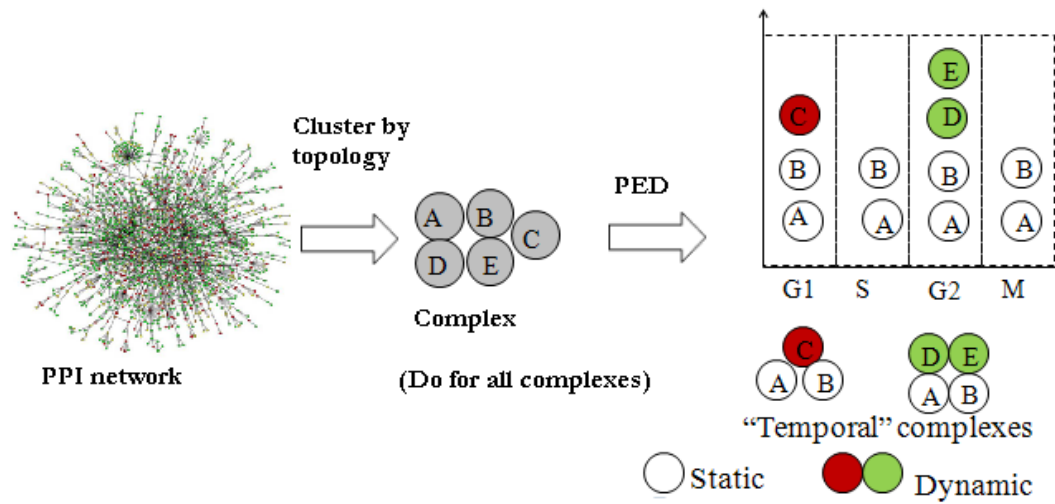 PPI network
Cluster by
topology
A B C
D E
Complex
(Do for all complexes)
PED
E
C D
B B B B
A A A A
G1 S G2 M
C D E
A B A B
“Temporal” complexes
Static Dynamic